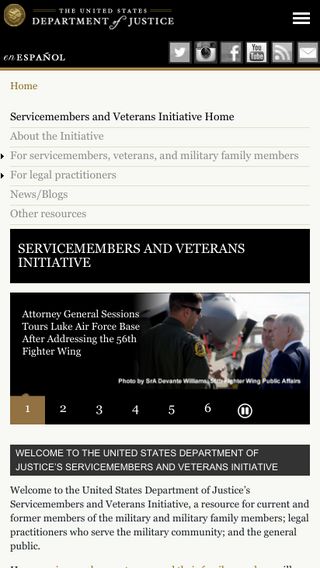 THE UNITED STATES
DEPARTMENT of JUSTICE
en ESPAÑOL
You
Tube
Home
Servicemembers and Veterans Initiative Home
About the Initiative
For servicemembers, veterans, and military family members
For legal practitioners
News/Blogs
Other resources
SERVICEMEMBERS AND VETERANS
INITIATIVE
Attorney General Sessions
Tours Luke Air Force Base
After Addressing the 56th
Fighter Wing
Photo by SrA Devante Williams, 56th Fighter Wing Public Affairs
1 2 3 4 5 6
WELCOME TO THE UNITED STATES DEPARTMENT OF
JUSTICE'S SERVICEMEMBERS AND VETERANS INITIATIVE
Welcome to the United States Department of Justice's
Servicemembers and Veterans Initiative, a resource for current and
former members of the military and military family members; legal
practitioners who serve the military community; and the general
public.